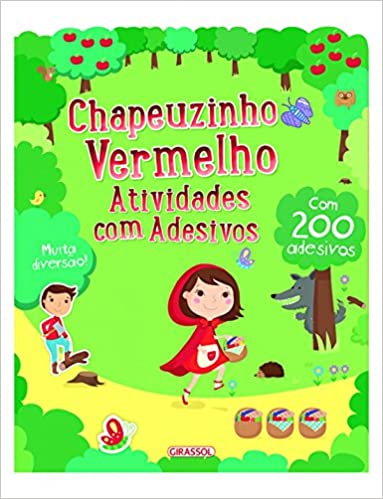 Chapeuzinho
Vermelho
Atividades
com Adesivos
Com
200
adesivos
Muita
diversão!
GIRASSOL